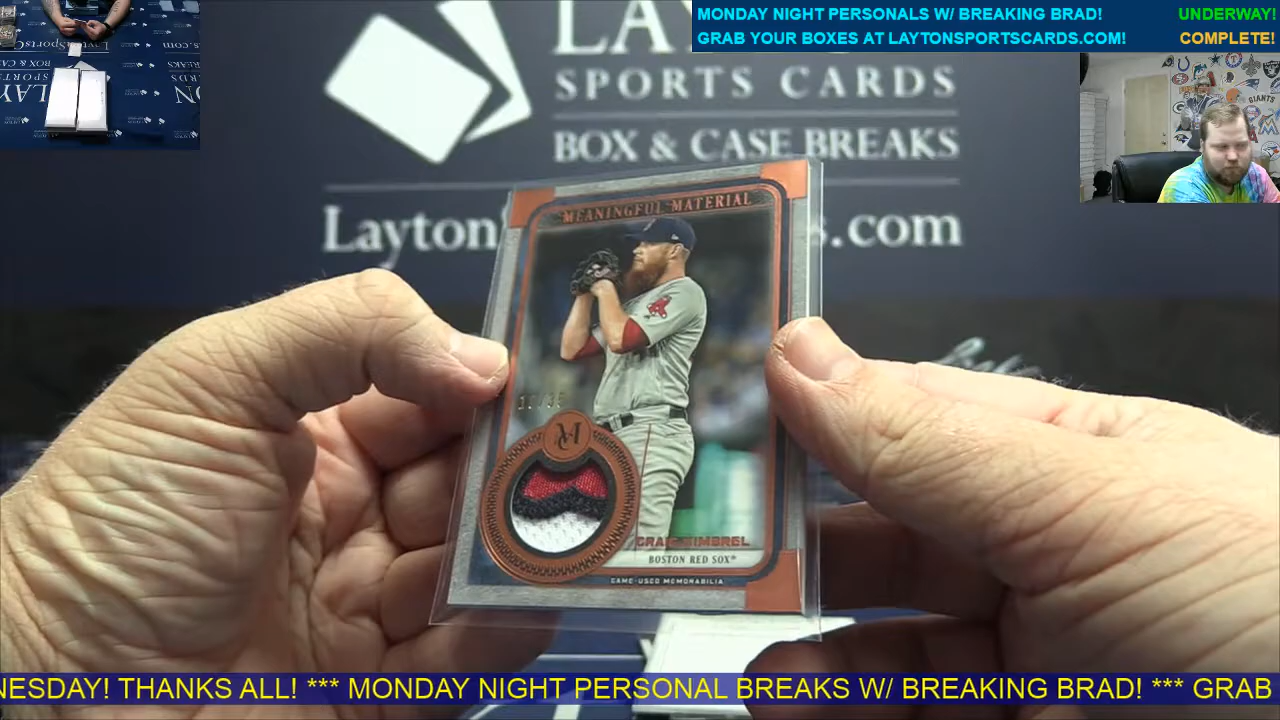 MONDAY NIGHT PERSONALS W/ BREAKING BRAD! UNDERWAY!
GRAB YOUR BOXES AT LAYTONSPORTSCARDS.COM! COMPLETE!
SPORTS CARDS
BOX & CASE BREAKS
Layton s.com
MEANINGFUL MATERIAL
CRAIG KIMBREL
BOSTON RED SOX
GAME-USED MEMORABILIA
NESDAY! THANKS ALL! *** MONDAY NIGHT PERSONAL BREAKS W/ BREAKING BRAD! *** GRAB